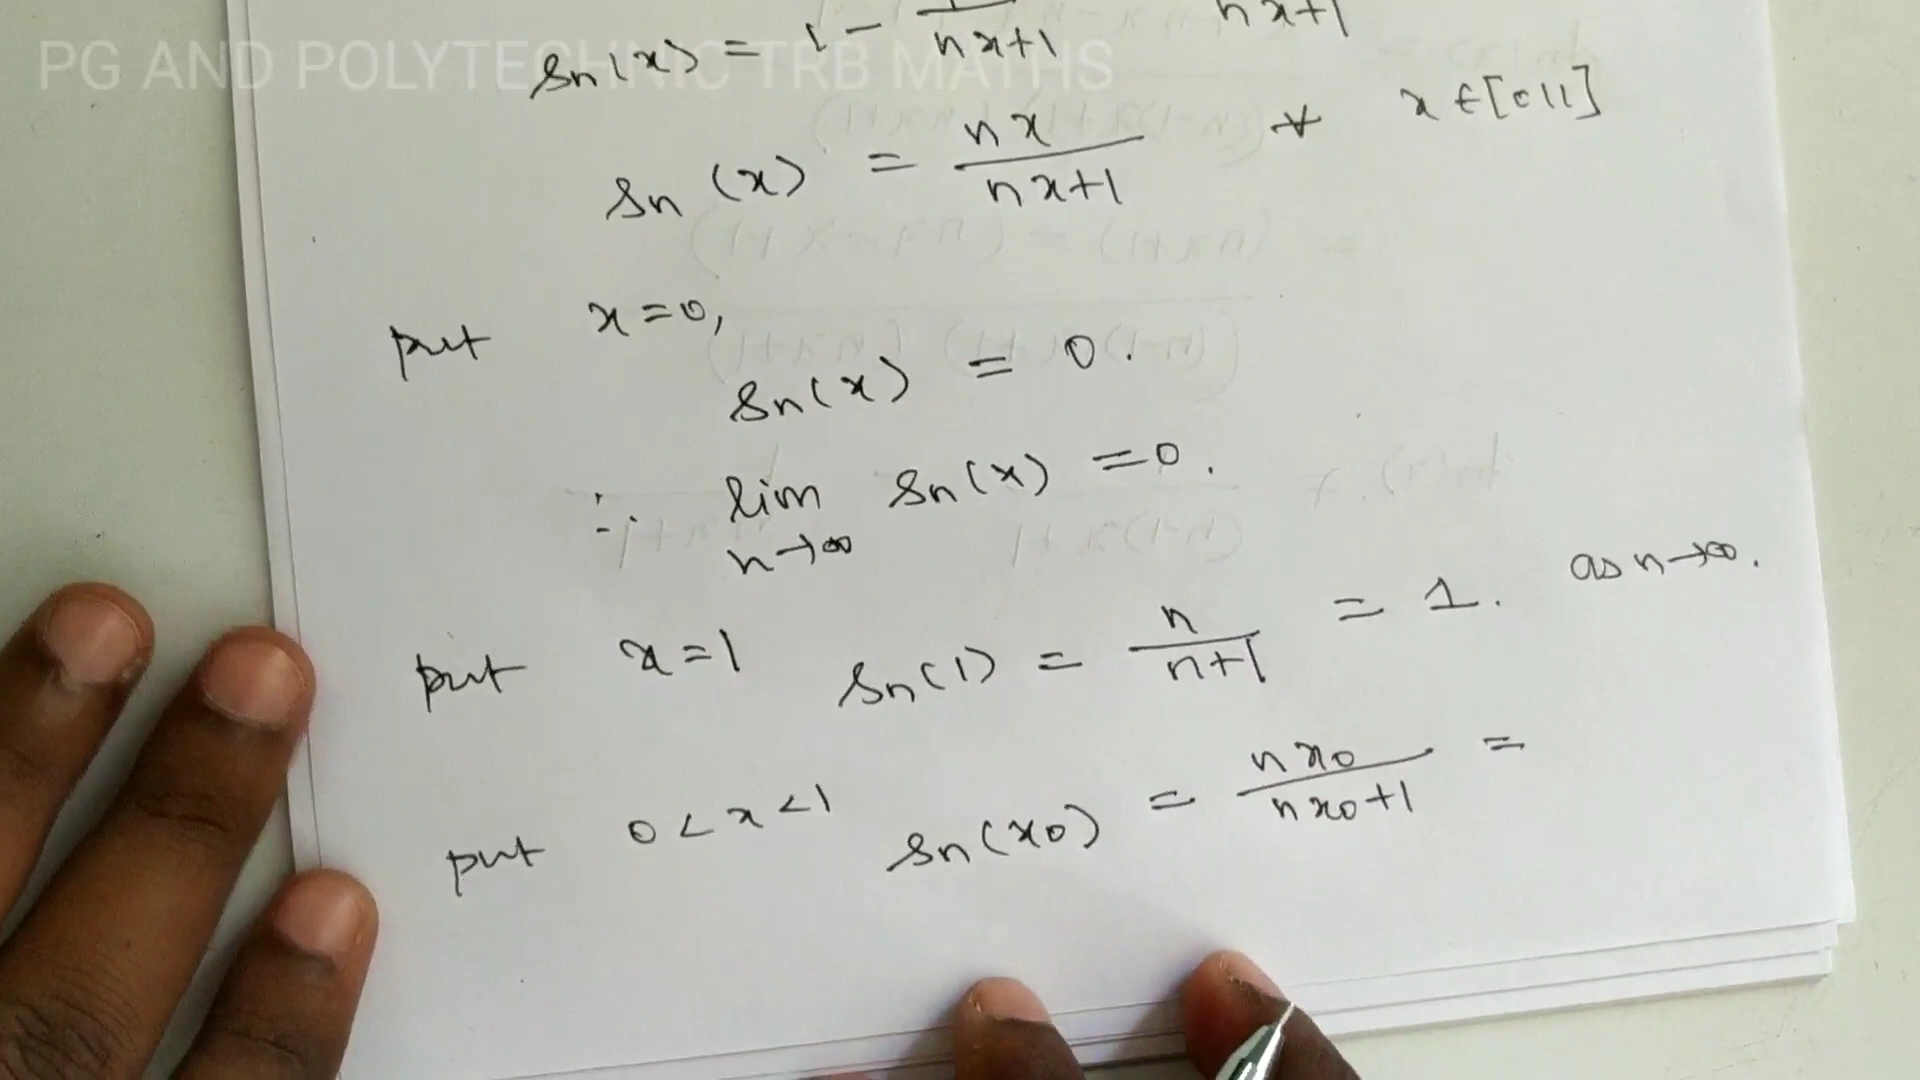 PG AND POLYTECHNIC TRB MATHS
Sn(x) = 1 - 1/nx+1 nx+1
Sn(x) = nx/nx+1 ∀ x ∈ [0,1]
put x=0,
Sn(x) = 0.
∴ lim n→∞ Sn(x) = 0.
put x=1 Sn(1) = n/n+1 = 1. as n→∞.
put 0<x<1 Sn(x0) = nx0/nx0+1 =